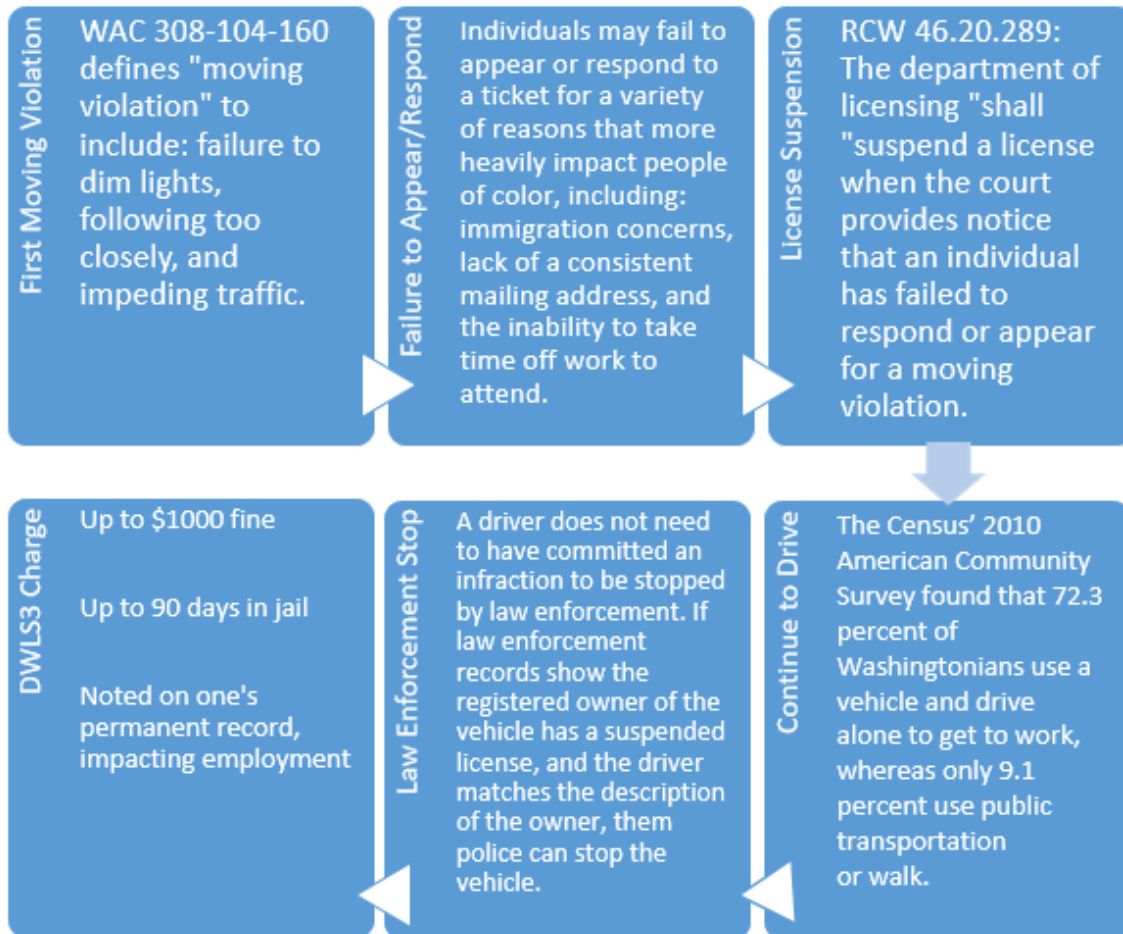 First Moving Violation
WAC 308-104-160
defines "moving
violation" to
include: failure to
dim lights,
following too
closely, and
impeding traffic.
Failure to Appear/Respond
Individuals may fail to
appear or respond to
a ticket for a variety
of reasons that more
heavily impact people
of color, including:
immigration concerns,
lack of a consistent
mailing address, and
the inability to take
time off work to
attend.
License Suspension
RCW 46.20.289:
The department of
licensing "shall
"suspend a license
when the court
provides notice
that an individual
has failed to
respond or appear
for a moving
violation.
Continue to Drive
The Census’ 2010
American Community
Survey found that 72.3
percent of
Washingtonians use a
vehicle and drive
alone to get to work,
whereas only 9.1
percent use public
transportation
or walk.
Law Enforcement Stop
A driver does not need
to have committed an
infraction to be stopped
by law enforcement. If
law enforcement
records show the
registered owner of the
vehicle has a suspended
license, and the driver
matches the description
of the owner, them
police can stop the
vehicle.
DWLS3 Charge
Up to $1000 fine
Up to 90 days in jail
Noted on one's
permanent record,
impacting employment